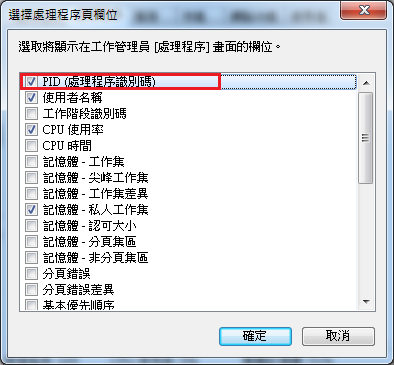 選擇處理程序頁欄位
選取將顯示在工作管理員 [處理程序] 畫面的欄位。
PID (處理程序識別碼)
使用者名稱
工作階段識別碼
CPU 使用率
CPU 時間
記憶體 - 工作集
記憶體 - 尖峰工作集
記憶體 - 工作集差異
記憶體 - 私人工作集
記憶體 - 認可大小
記憶體 - 分頁集區
記憶體 - 非分頁集區
分頁錯誤
分頁錯誤差異
基本優先順序
確定
取消